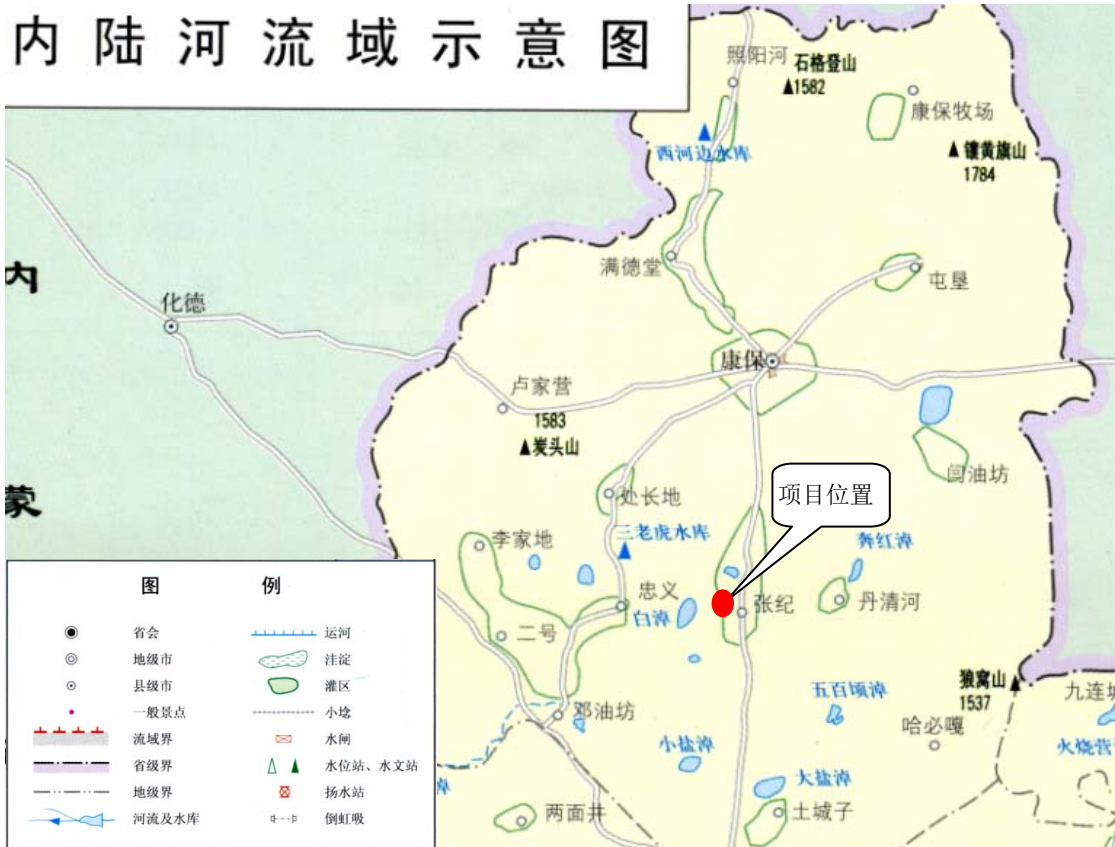 内陆河流域示意图
照阳河
石格登山
1582
康保牧场
西河边水库
镶黄旗山
1784
内
满德堂
屯垦
化德
康保
卢家营
1583
炭头山
闫油坊
蒙
处长地
项目位置
三老虎水库
奔红淖
李家地
忠义
白淖
张纪
丹清河
二号
狼窝山
1537
九连城
五百顷淖
邓油坊
哈必嘎
小盐淖
火烧营
大盐淖
淖
两面井
土城子
图 例
省会
运河
地级市
洼淀
县级市
灌区
一般景点
小埝
流域界
水闸
省级界
水位站、水文站
地级界
扬水站
河流及水库
倒虹吸